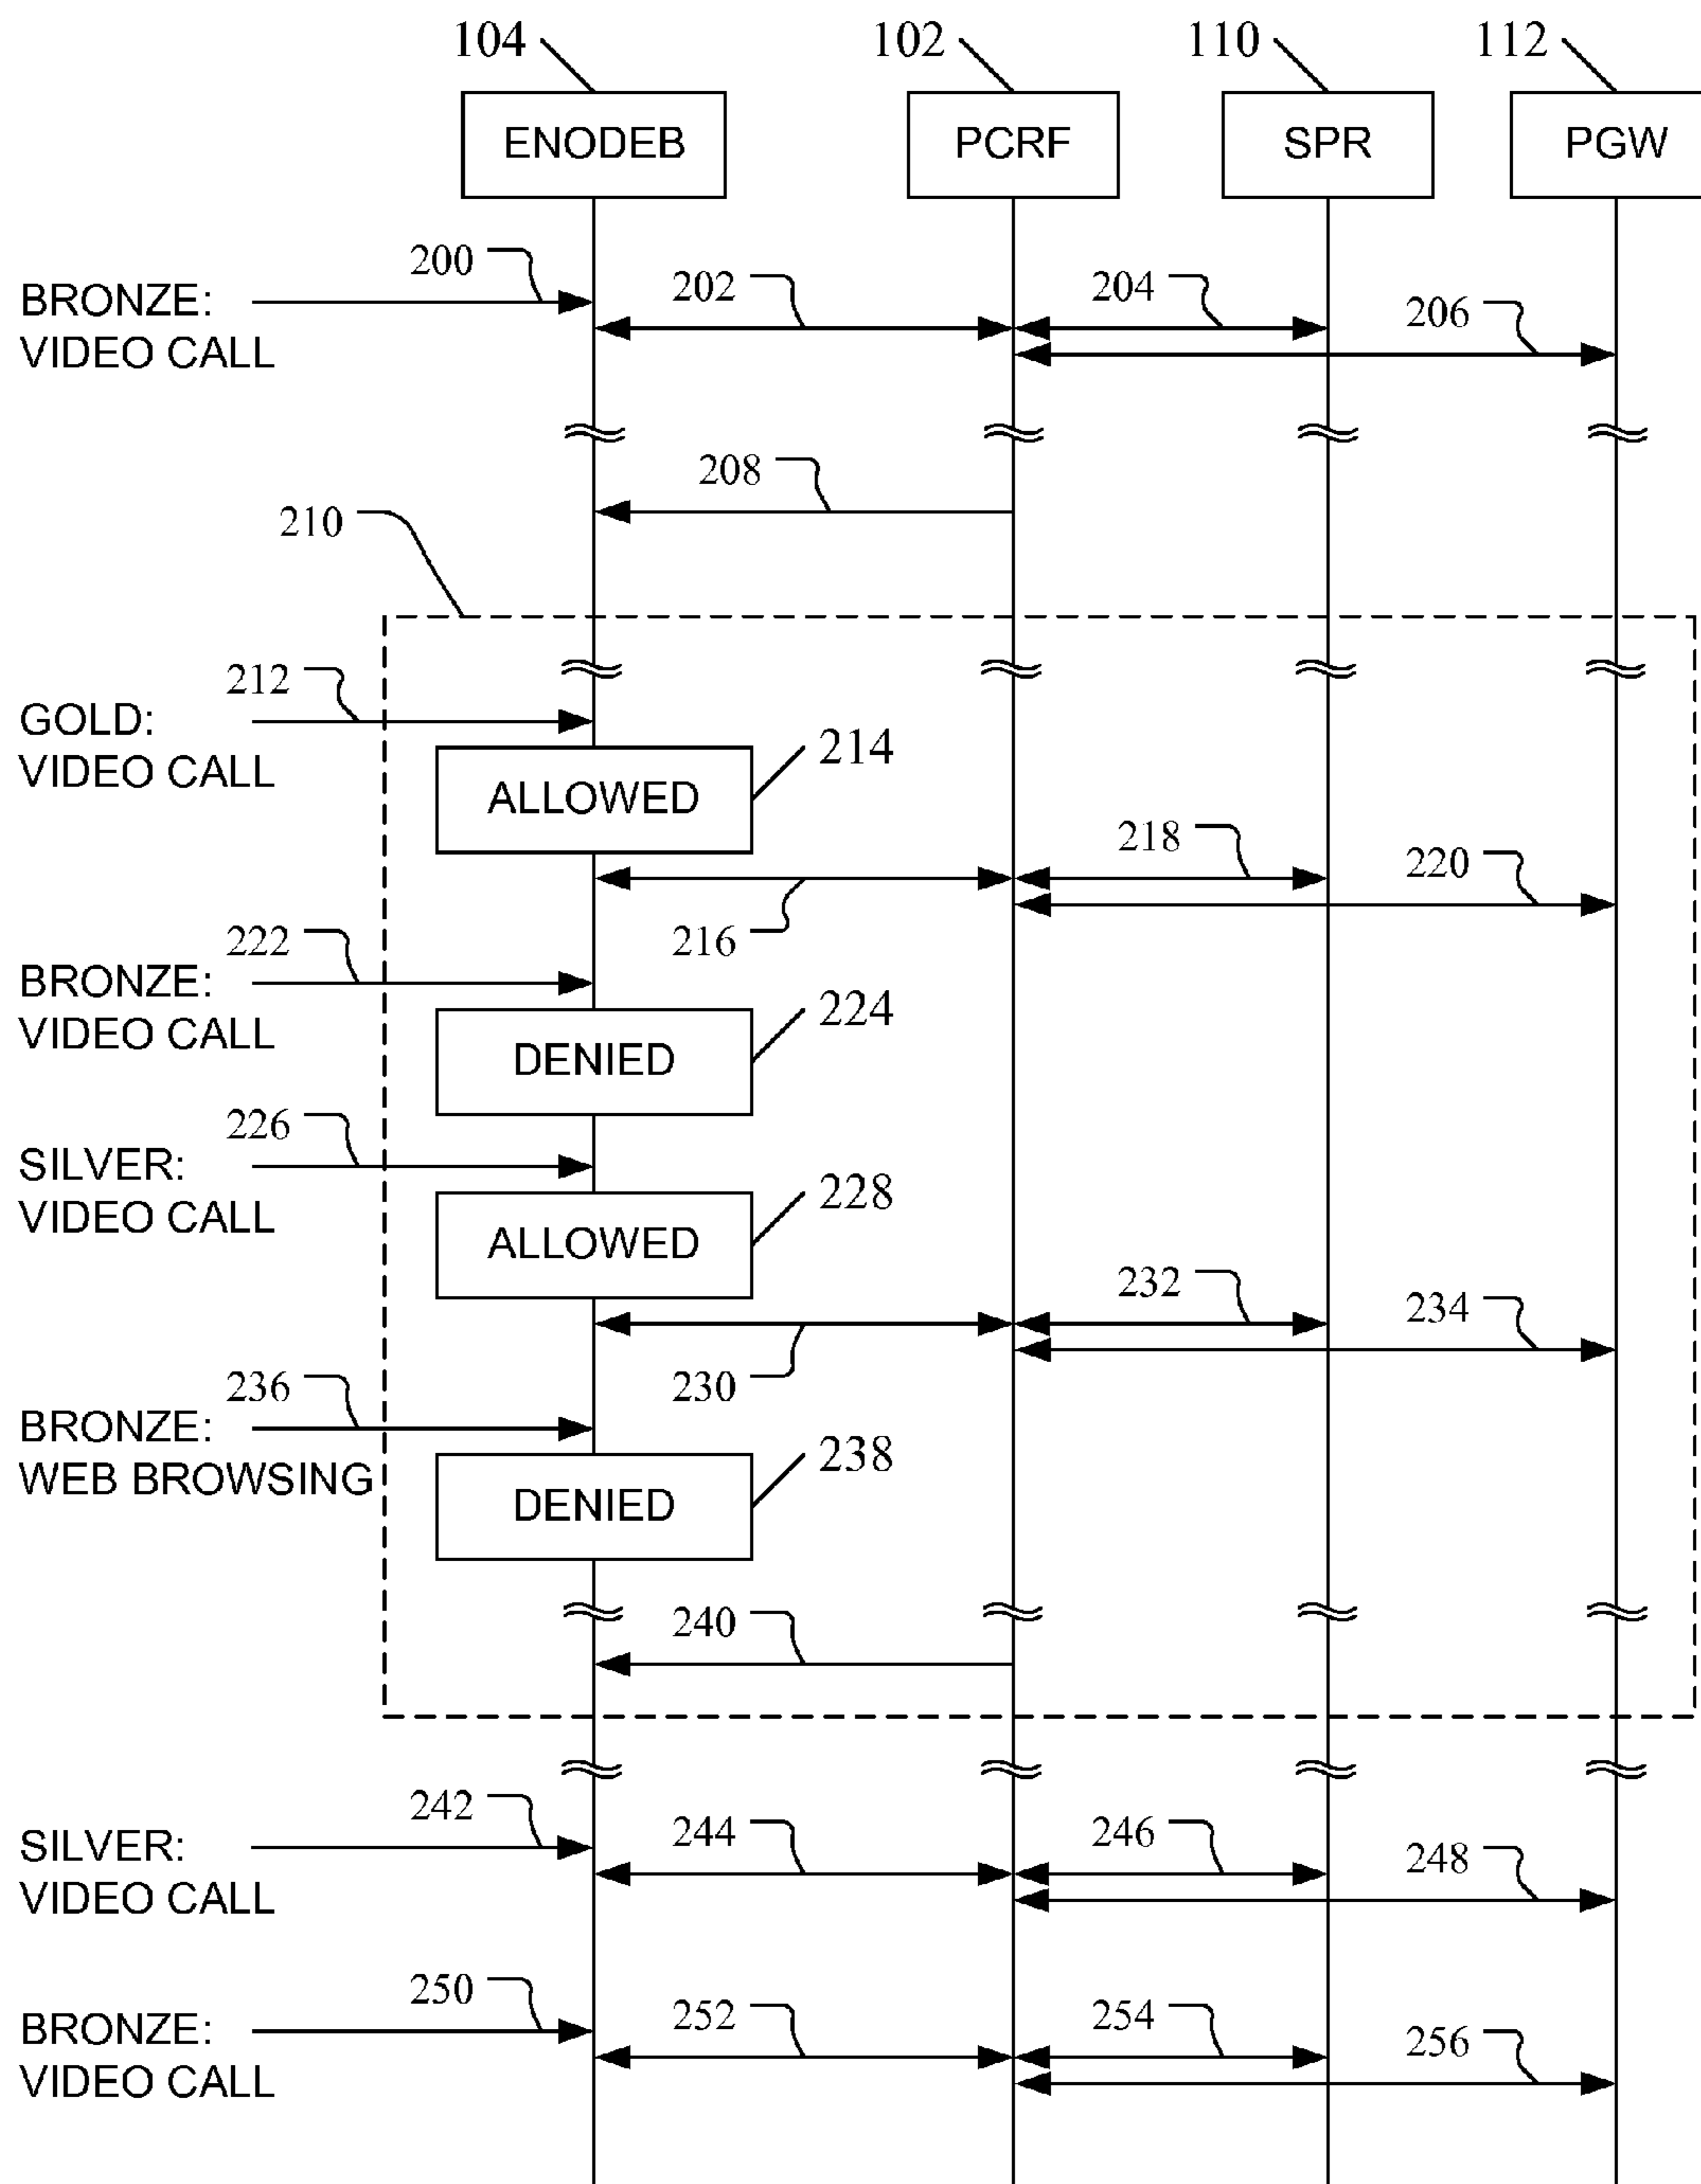 104
102
110
112
ENODEB
PCRF
SPR
PGW
200
202
204
206
BRONZE:
VIDEO CALL
208
210
212
GOLD:
VIDEO CALL
214
ALLOWED
218
220
216
222
BRONZE:
VIDEO CALL
224
DENIED
226
SILVER:
VIDEO CALL
228
ALLOWED
232
234
230
236
BRONZE:
WEB BROWSING
238
DENIED
240
242
244
246
248
SILVER:
VIDEO CALL
250
252
254
256
BRONZE:
VIDEO CALL